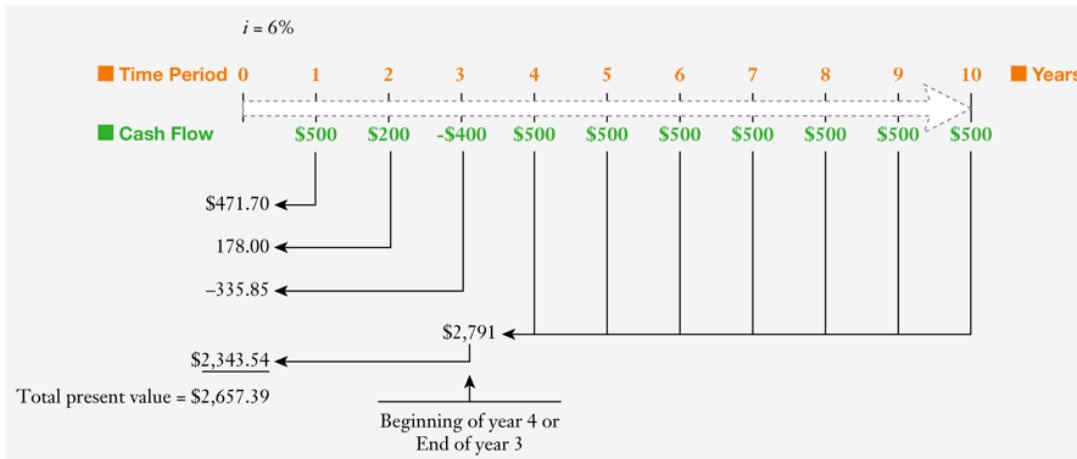 i = 6%
Time Period 0 1 2 3 4 5 6 7 8 9 10 Years
Cash Flow $500 $200 -$400 $500 $500 $500 $500 $500 $500 $500
$471.70
178.00
–335.85
$2,791
$2,343.54
Total present value = $2,657.39
Beginning of year 4 or
End of year 3